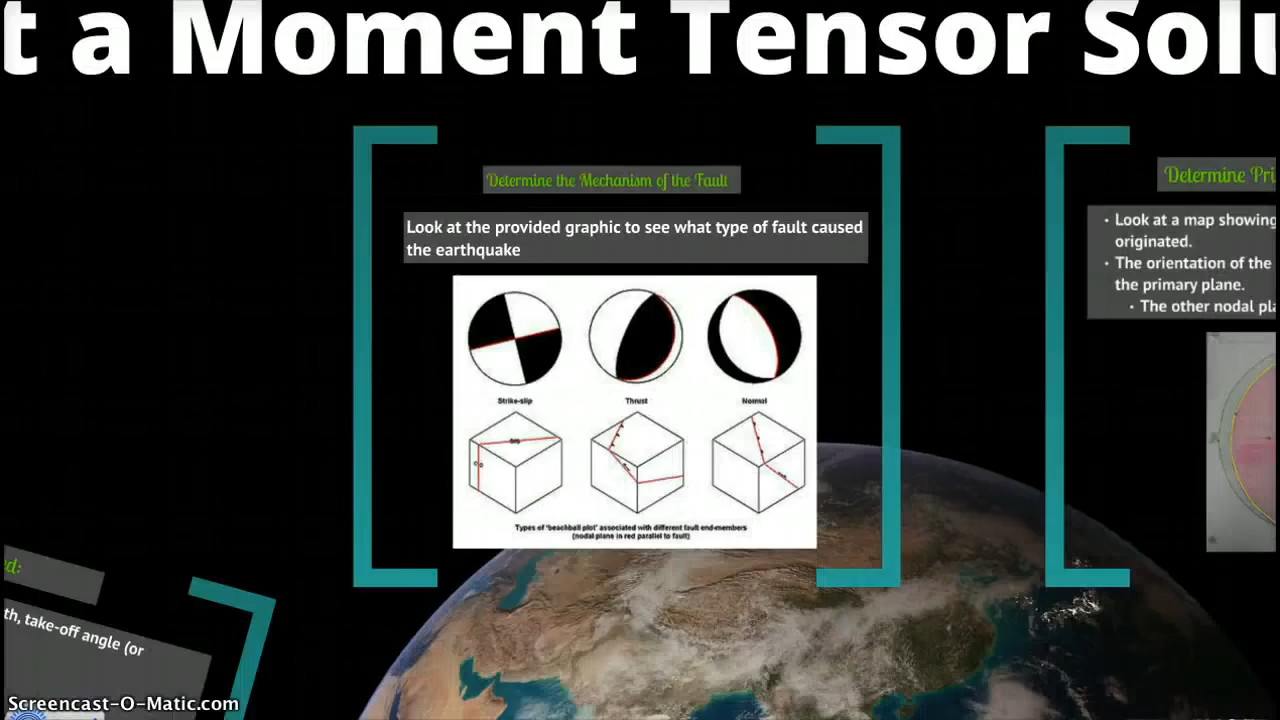 t a Moment Tensor Solu
Determine the Mechanism of the Fault
Look at the provided graphic to see what type of fault caused
the earthquake
Strike-slip
Thrust
Normal
Types of 'beachball plot' associated with different fault end-members
(nodal plane in red parallel to fault)
Determine Pri
• Look at a map showing
originated.
• The orientation of the
the primary plane.
• The other nodal pla
ed:
th, take-off angle (or
Screencast-O-Matic.com